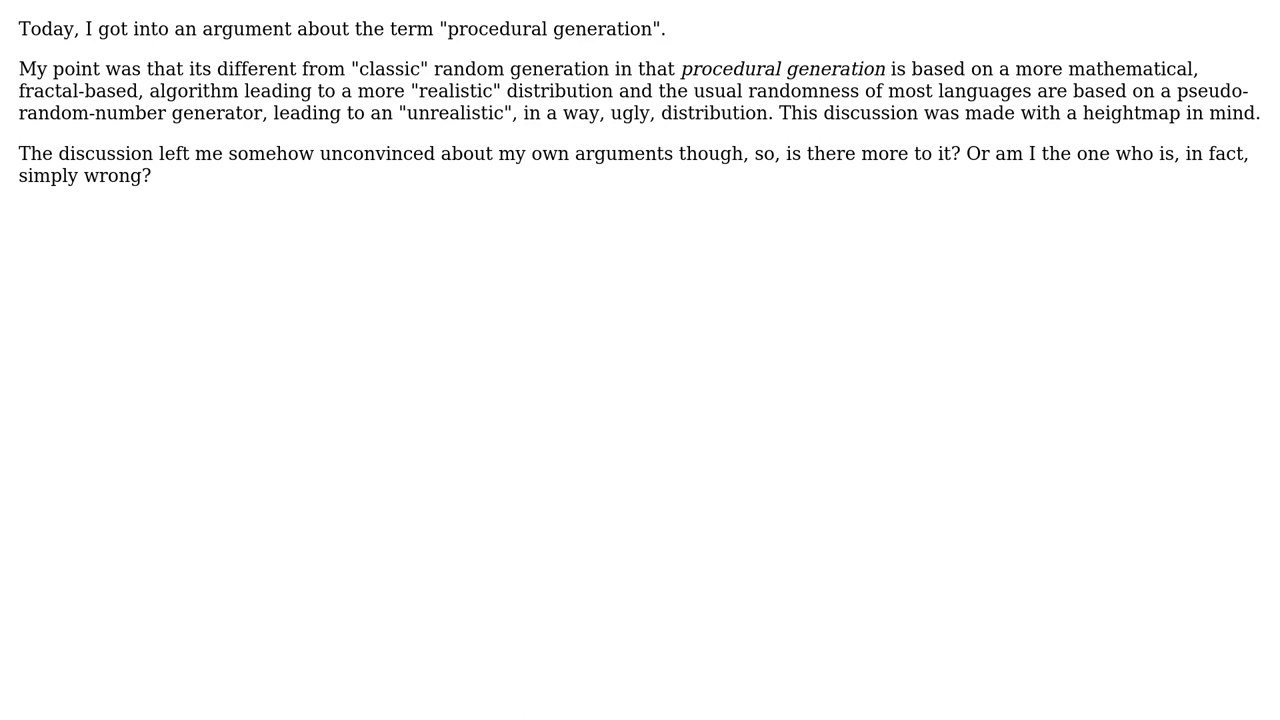 Today, I got into an argument about the term "procedural generation".
My point was that its different from "classic" random generation in that procedural generation is based on a more mathematical,
fractal-based, algorithm leading to a more "realistic" distribution and the usual randomness of most languages are based on a pseudo-
random-number generator, leading to an "unrealistic", in a way, ugly, distribution. This discussion was made with a heightmap in mind.
The discussion left me somehow unconvinced about my own arguments though, so, is there more to it? Or am I the one who is, in fact,
simply wrong?